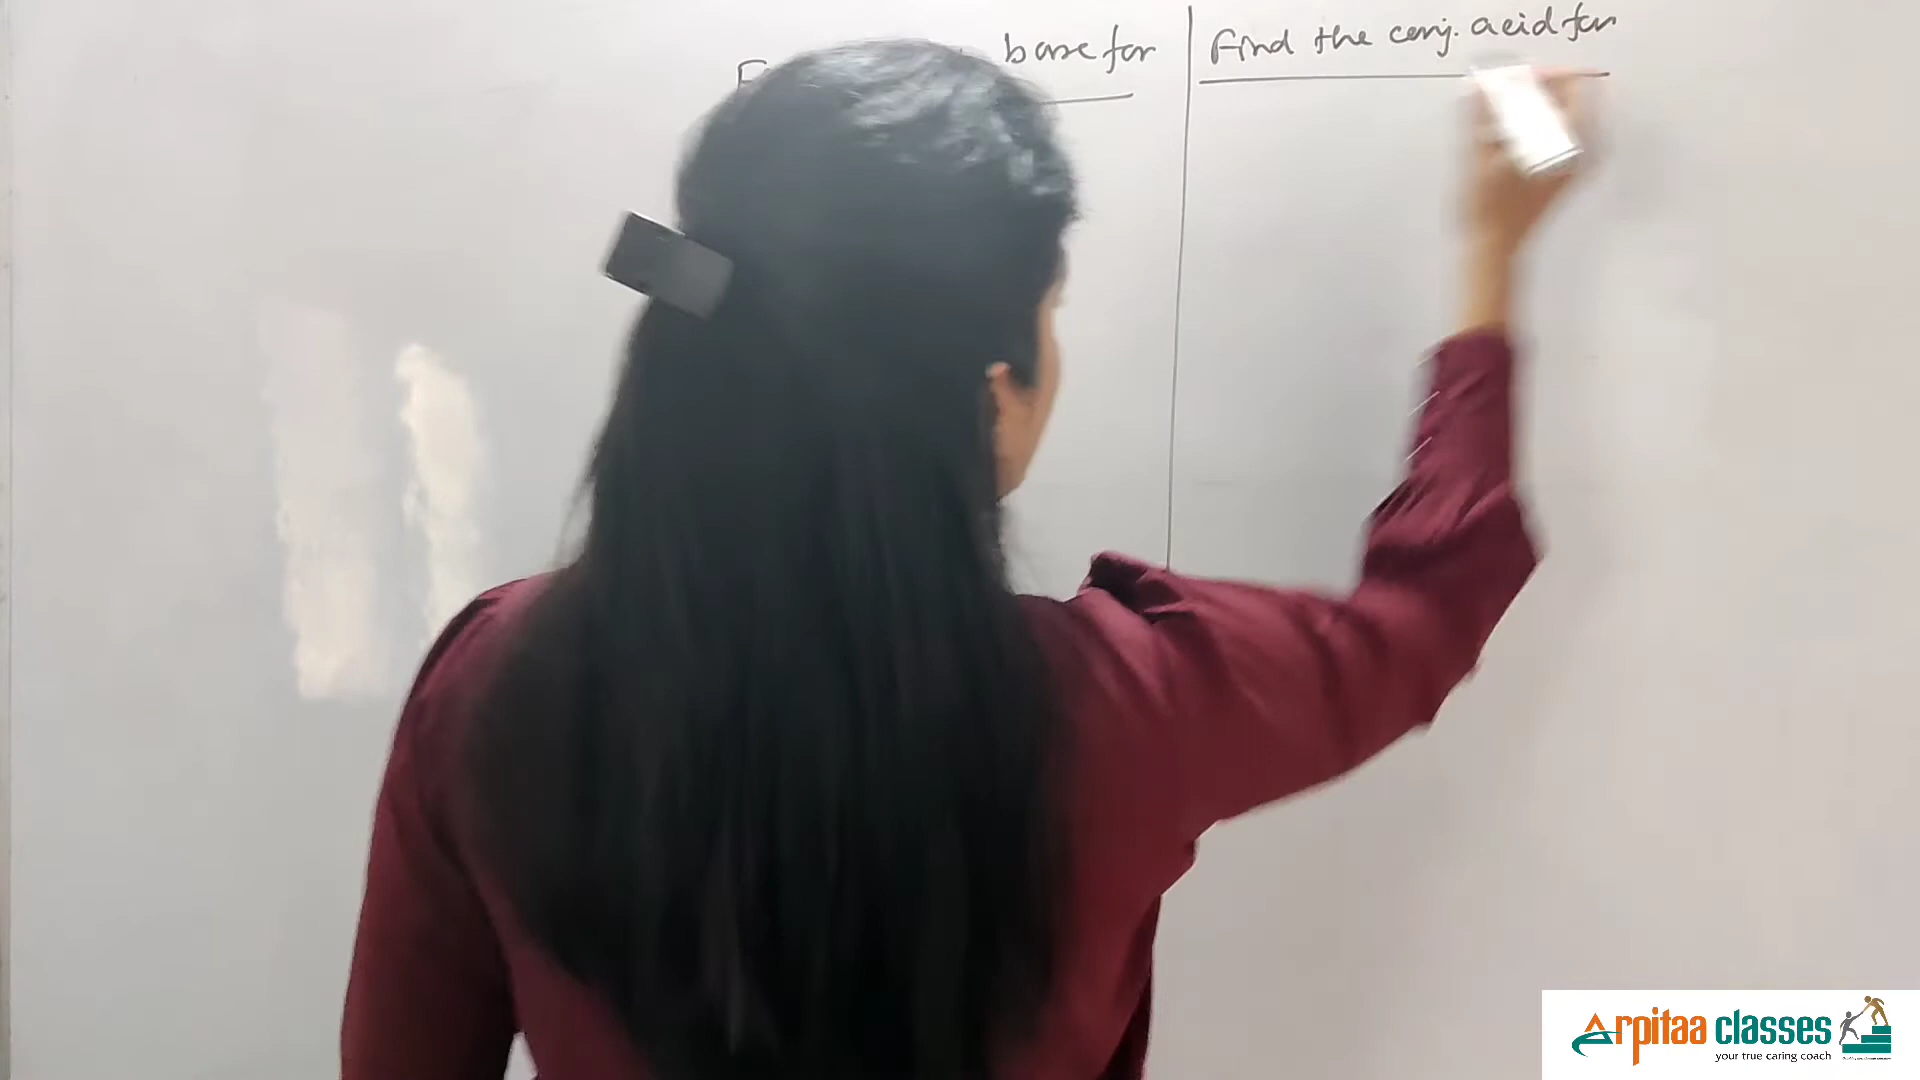 base for
Find the conj. acid for
Arpitaa classes
your true caring coach